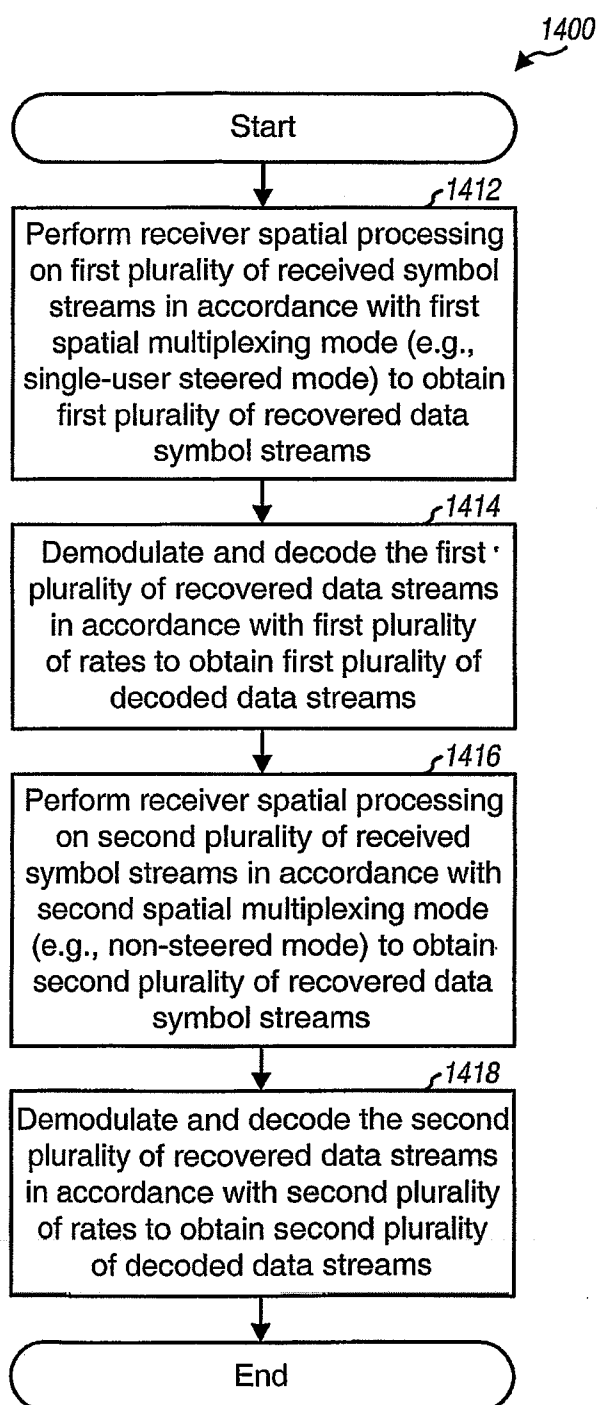 1400
Start
1412
Perform receiver spatial processing
on first plurality of received symbol
streams in accordance with first
spatial multiplexing mode (e.g.,
single-user steered mode) to obtain
first plurality of recovered data
symbol streams
1414
Demodulate and decode the first
plurality of recovered data streams
in accordance with first plurality
of rates to obtain first plurality of
decoded data streams
1416
Perform receiver spatial processing
on second plurality of received
symbol streams in accordance with
second spatial multiplexing mode
(e.g., non-steered mode) to obtain
second plurality of recovered data
symbol streams
1418
Demodulate and decode the second
plurality of recovered data streams
in accordance with second plurality
of rates to obtain second plurality
of decoded data streams
End